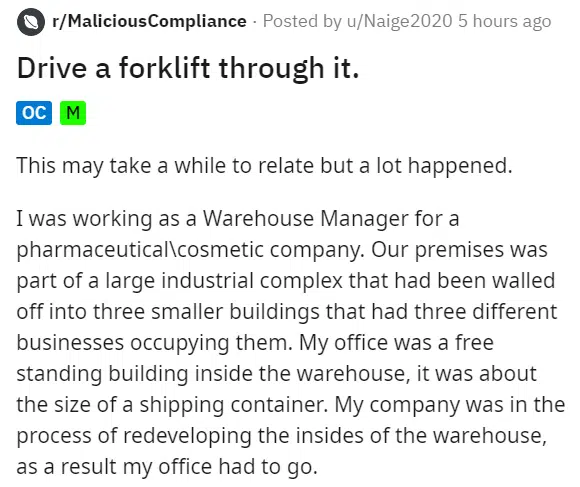 r/MaliciousCompliance · Posted by u/Naige2020 5 hours ago
Drive a forklift through it.
OC M
This may take a while to relate but a lot happened.
I was working as a Warehouse Manager for a
pharmaceutical\cosmetic company. Our premises was
part of a large industrial complex that had been walled
off into three smaller buildings that had three different
businesses occupying them. My office was a free
standing building inside the warehouse, it was about
the size of a shipping container. My company was in the
process of redeveloping the insides of the warehouse,
as a result my office had to go.